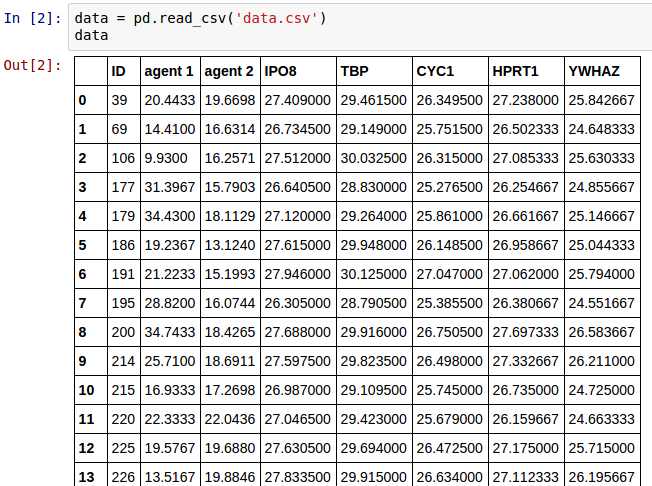 In [2]: data = pd.read_csv('data.csv')
data
Out[2]:
ID agent 1 agent 2 IPO8 TBP CYC1 HPRT1 YWHAZ
0 39 20.4433 19.6698 27.409000 29.461500 26.349500 27.238000 25.842667
1 69 14.4100 16.6314 26.734500 29.149000 25.751500 26.502333 24.648333
2 106 9.9300 16.2571 27.512000 30.032500 26.315000 27.085333 25.630333
3 177 31.3967 15.7903 26.640500 28.830000 25.276500 26.254667 24.855667
4 179 34.4300 18.1129 27.120000 29.264000 25.861000 26.661667 25.146667
5 186 19.2367 13.1240 27.615000 29.948000 26.148500 26.958667 25.044333
6 191 21.2233 15.1993 27.946000 30.125000 27.047000 27.062000 25.794000
7 195 28.8200 16.0744 26.305000 28.790500 25.385500 26.380667 24.551667
8 200 34.7433 18.4265 27.688000 29.916000 26.750500 27.697333 26.583667
9 214 25.7100 18.6911 27.597500 29.823500 26.498000 27.332667 26.211000
10 215 16.9333 17.2698 26.987000 29.109500 25.745000 26.735000 24.725000
11 220 22.3333 22.0436 27.046500 29.423000 25.679000 26.159667 24.663333
12 225 19.5767 19.6880 27.630500 29.694000 26.472500 27.175000 25.715000
13 226 13.5167 19.8846 27.833500 29.915000 26.634000 27.112333 26.195667